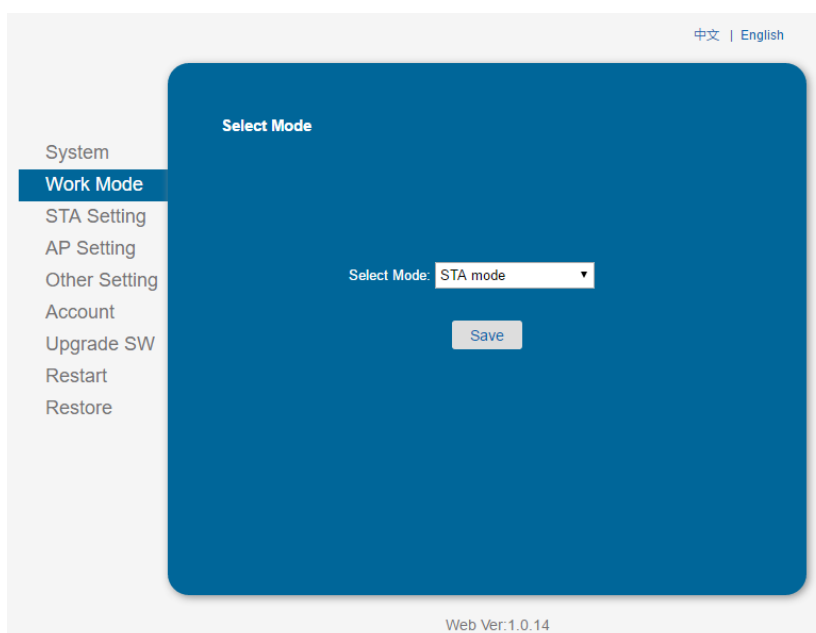 中文 | English
Select Mode
System
Work Mode
STA Setting
AP Setting
Other Setting
Account
Upgrade SW
Restart
Restore
Select Mode: STA mode
Save
Web Ver:1.0.14